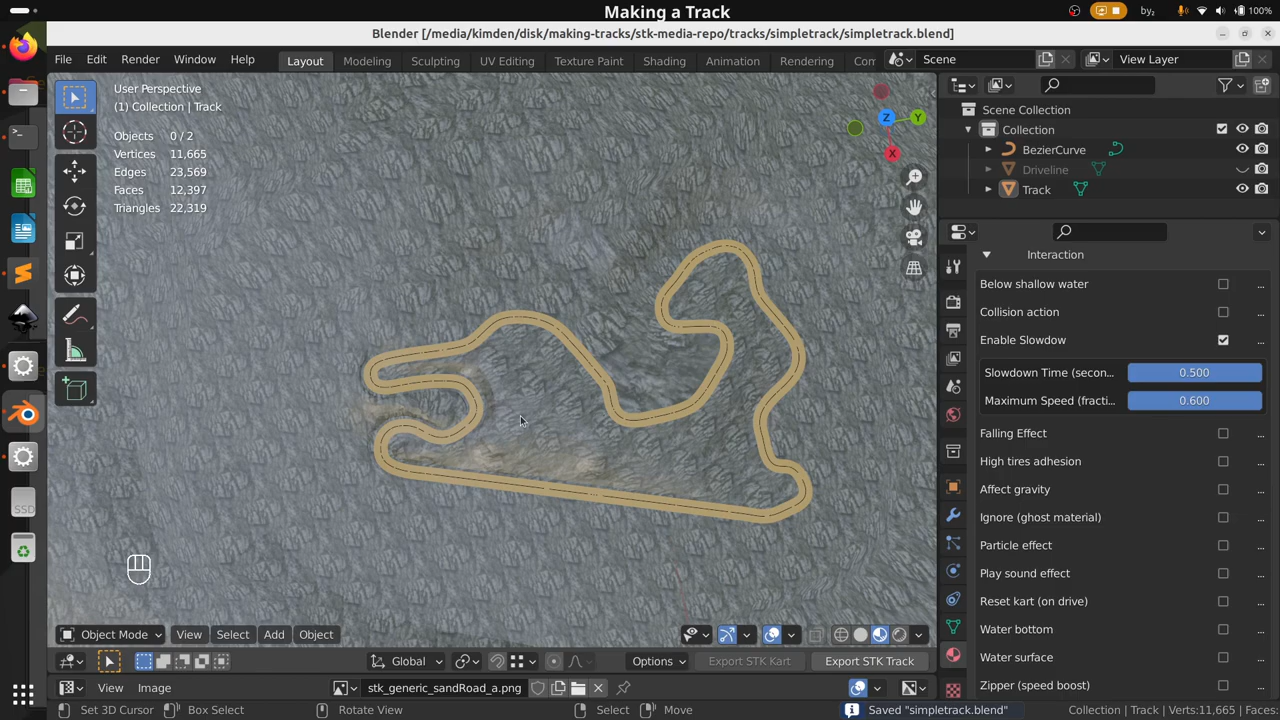 Making a Track
by₂
100%
Blender [/media/kimden/disk/making-tracks/stk-media-repo/tracks/simpletrack/simpletrack.blend]
File Edit Render Window Help Layout Modeling Sculpting UV Editing Texture Paint Shading Animation Rendering Com Scene View Layer
User Perspective
(1) Collection | Track
Objects 0 / 2
Vertices 11,665
Edges 23,569
Faces 12,397
Triangles 22,319
Z Y X
Scene Collection
Collection
BezierCurve
Driveline
Track
Interaction
Below shallow water ...
Collision action ...
Enable Slowdow ...
Slowdown Time (secon... 0.500
Maximum Speed (fracti... 0.600
Falling Effect ...
High tires adhesion ...
Affect gravity ...
Ignore (ghost material) ...
Particle effect ...
Play sound effect ...
Reset kart (on drive) ...
Water bottom ...
Water surface ...
Zipper (speed boost) ...
SSD
Object Mode View Select Add Object
Global Options Export STK Kart Export STK Track
View Image stk_generic_sandRoad_a.png
Set 3D Cursor Box Select Rotate View Select Move Saved "simpletrack.blend" Collection | Track | Verts:11,665 | Faces: